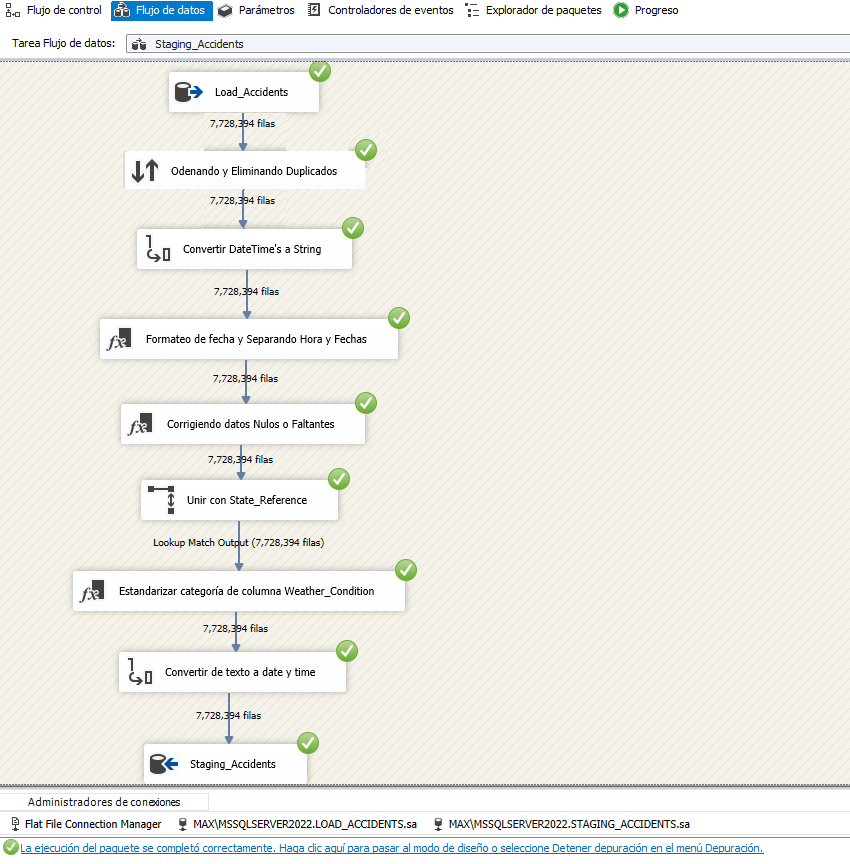 Flujo de control Flujo de datos Parámetros Controladores de eventos Explorador de paquetes Progreso
Tarea Flujo de datos: Staging_Accidents
Load_Accidents
7,728,394 filas
Odenando y Eliminando Duplicados
7,728,394 filas
Convertir DateTime's a String
7,728,394 filas
Formateo de fecha y Separando Hora y Fechas
7,728,394 filas
Corrigiendo datos Nulos o Faltantes
7,728,394 filas
Unir con State_Reference
Lookup Match Output (7,728,394 filas)
Estandarizar categoría de columna Weather_Condition
7,728,394 filas
Convertir de texto a date y time
7,728,394 filas
Staging_Accidents
Administradores de conexiones
Flat File Connection Manager MAX\MSSQLSERVER2022.LOAD_ACCIDENTS.sa MAX\MSSQLSERVER2022.STAGING_ACCIDENTS.sa
La ejecución del paquete se completó correctamente. Haga clic aquí para pasar al modo de diseño o seleccione Detener depuración en el menú Depuración.